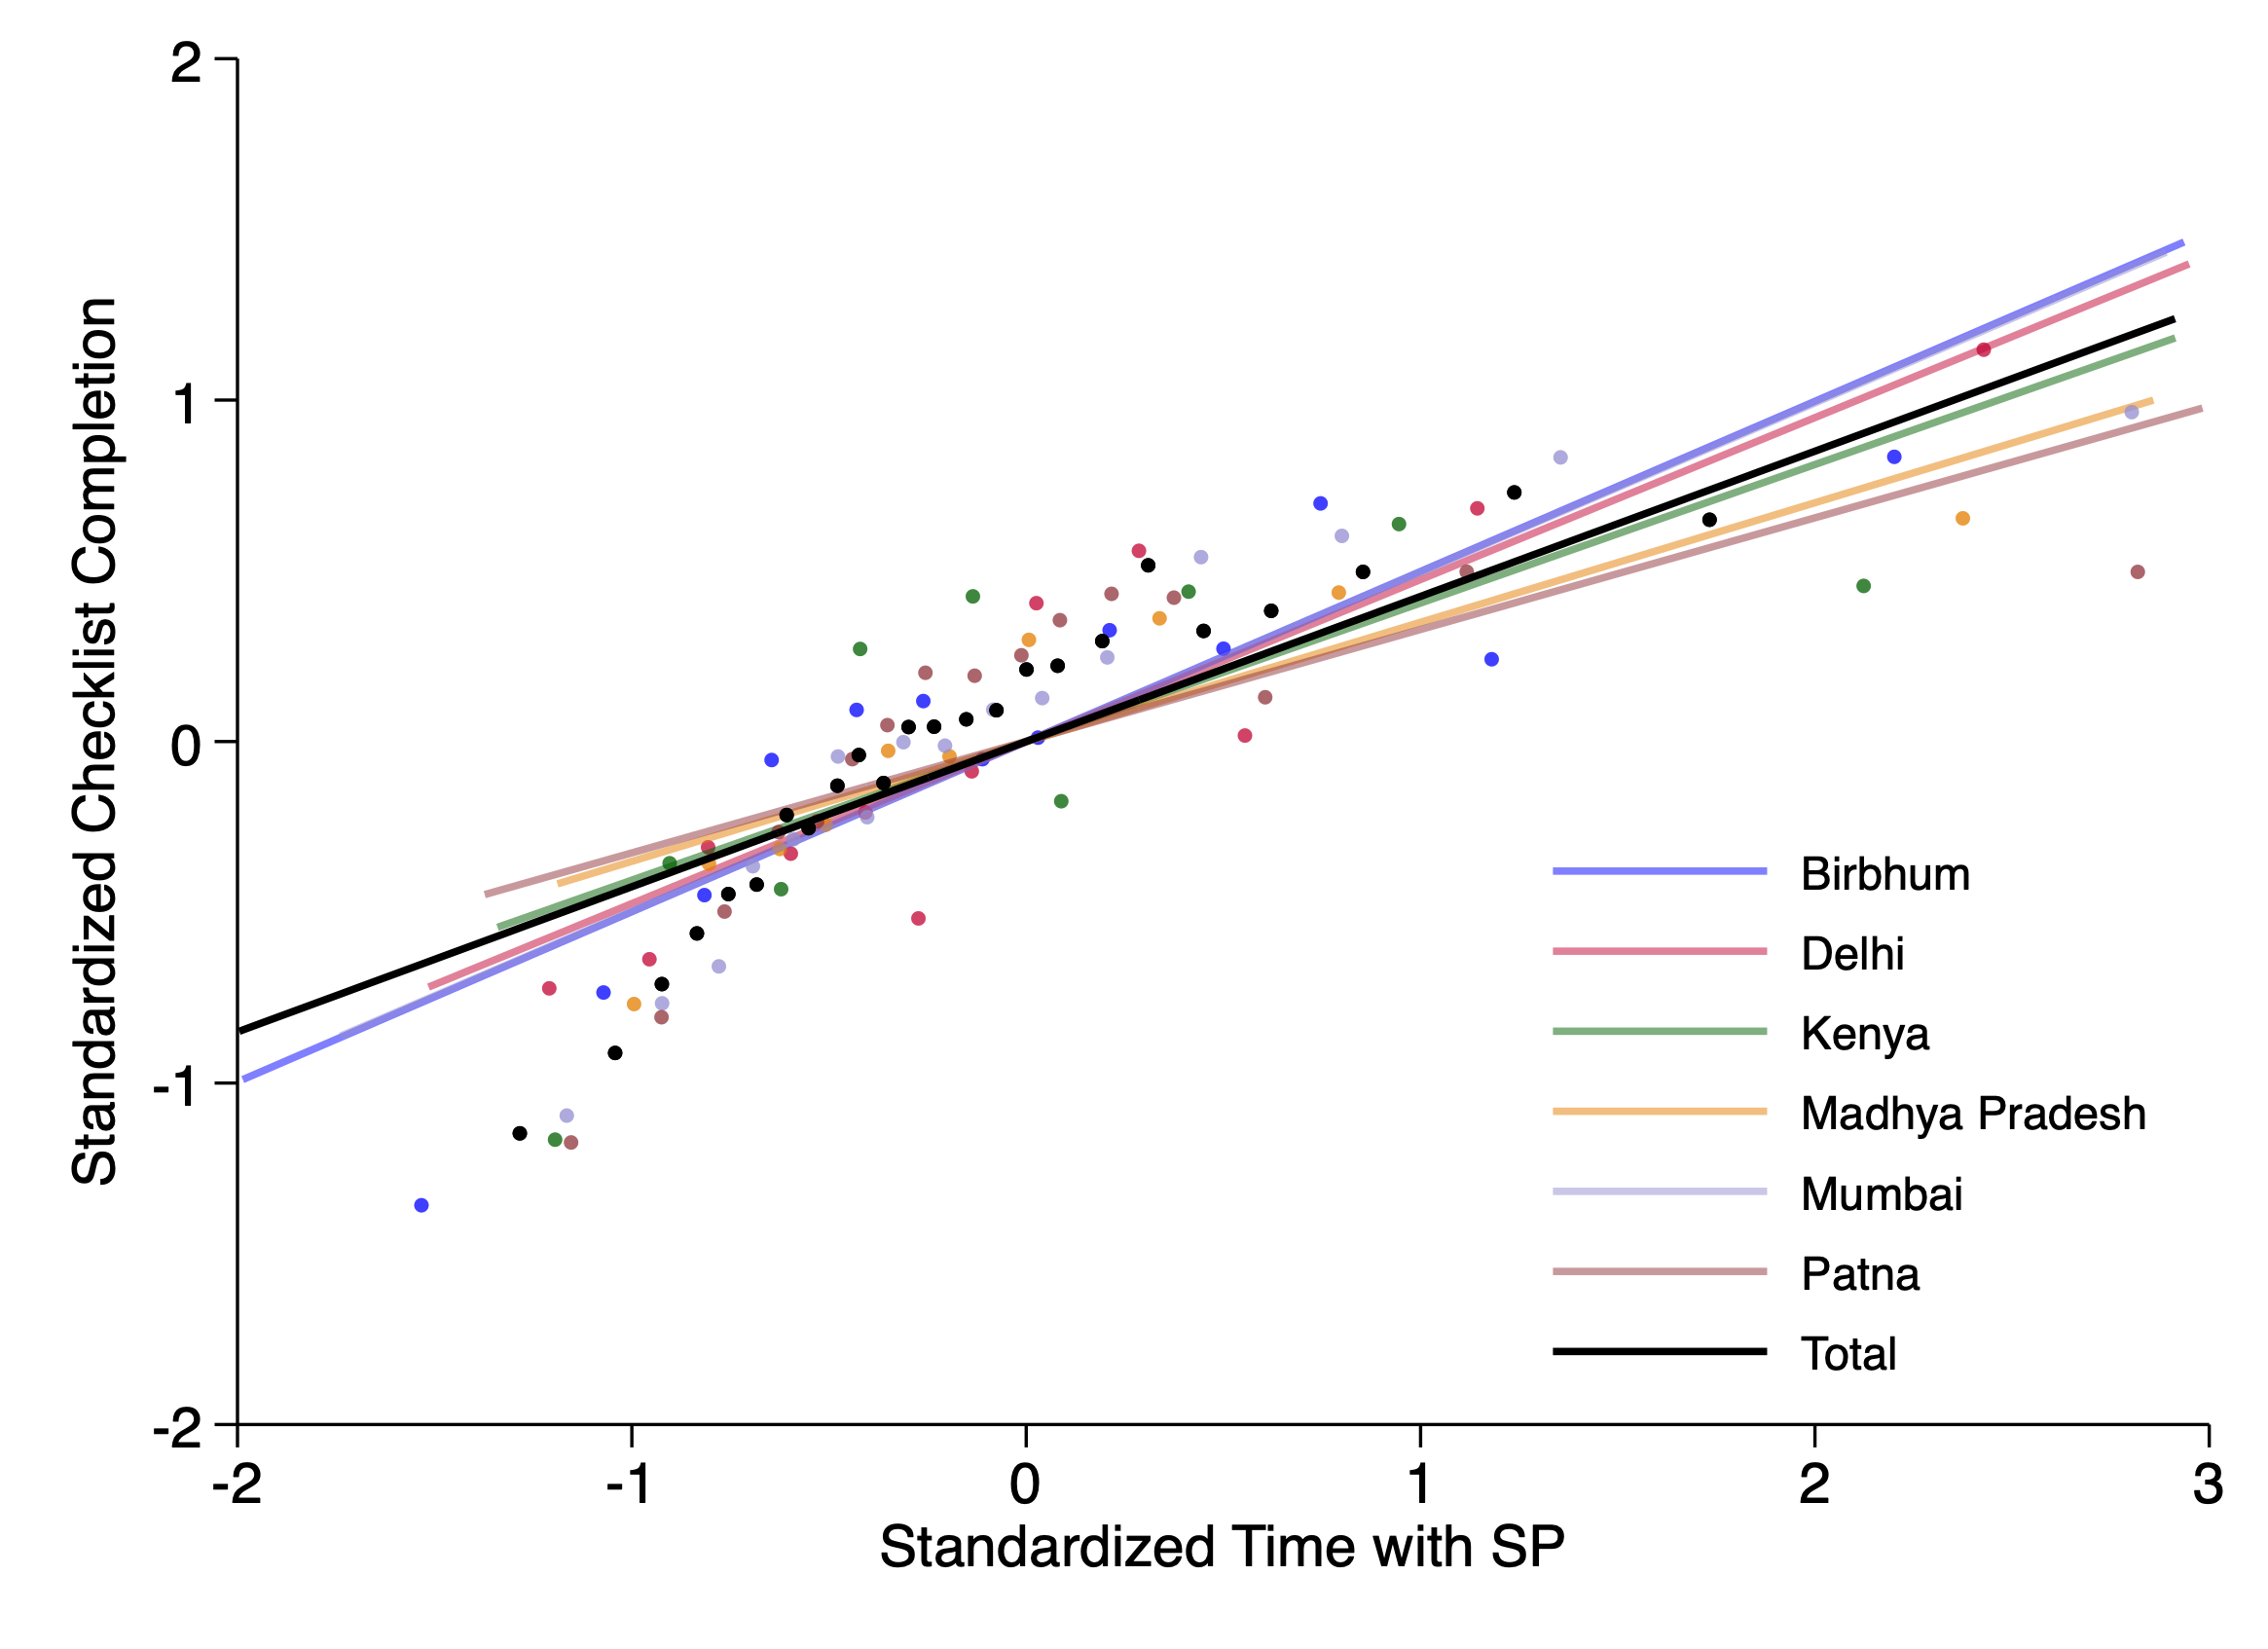 Standardized Checklist Completion
2
1
0
-1
-2
-2
-1
0
1
2
3
Standardized Time with SP
Birbhum
Delhi
Kenya
Madhya Pradesh
Mumbai
Patna
Total